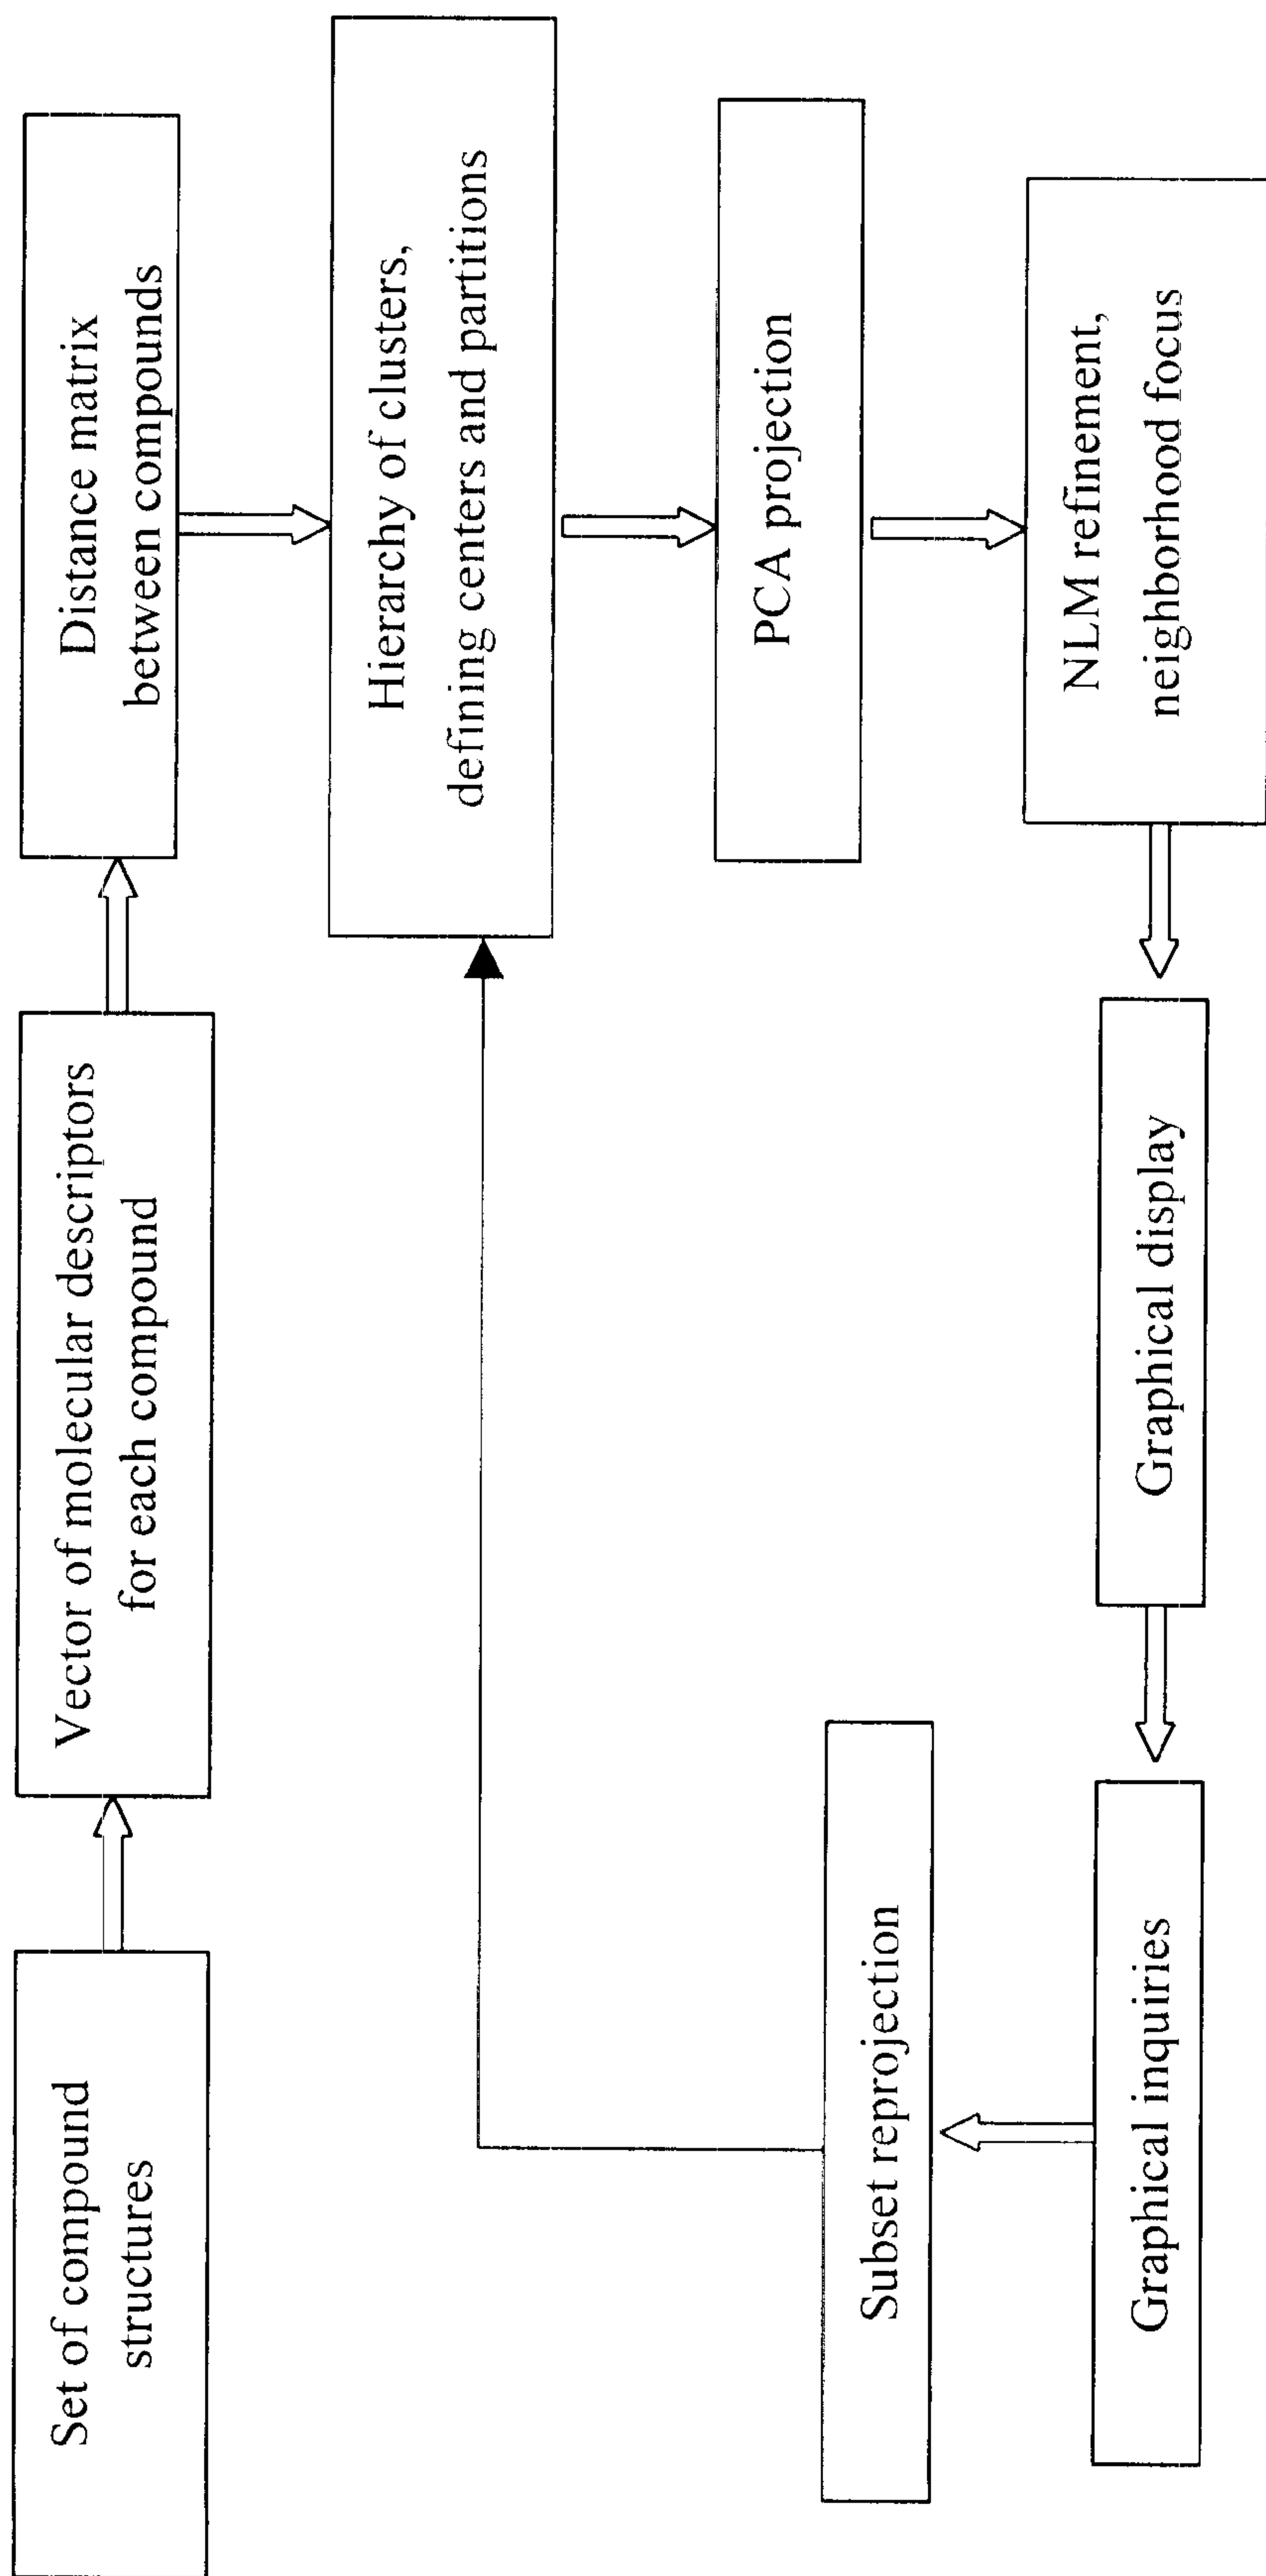 Set of compound
structures
Vector of molecular descriptors
for each compound
Distance matrix
between compounds
Hierarchy of clusters,
defining centers and partitions
PCA projection
NLM refinement,
neighborhood focus
Graphical display
Graphical inquiries
Subset reprojection